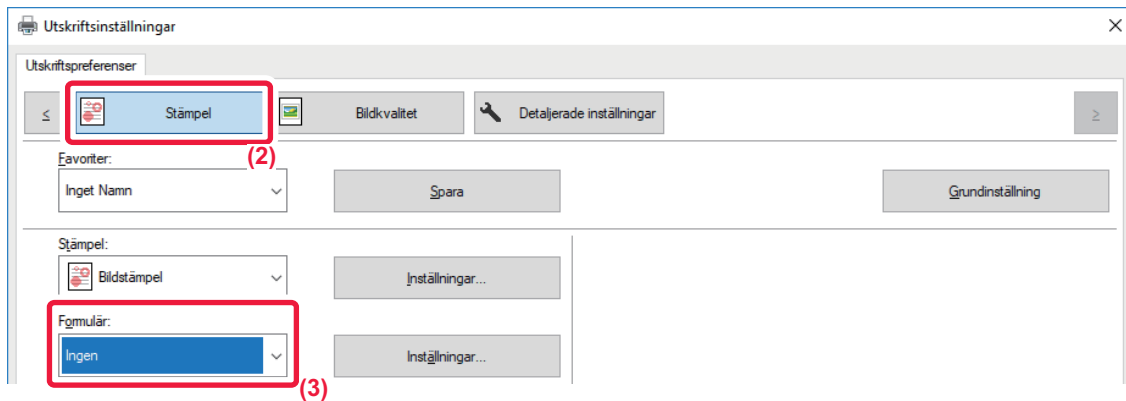 Utskriftsinställningar
Utskriftspreferenser
≤ Stämpel Bildkvalitet Detaljerade inställningar ≥
(2)
Favoriter:
Inget Namn Spara Grundinställning
Stämpel:
Bildstämpel Inställningar...
Formulär:
Ingen Inställningar...
(3)